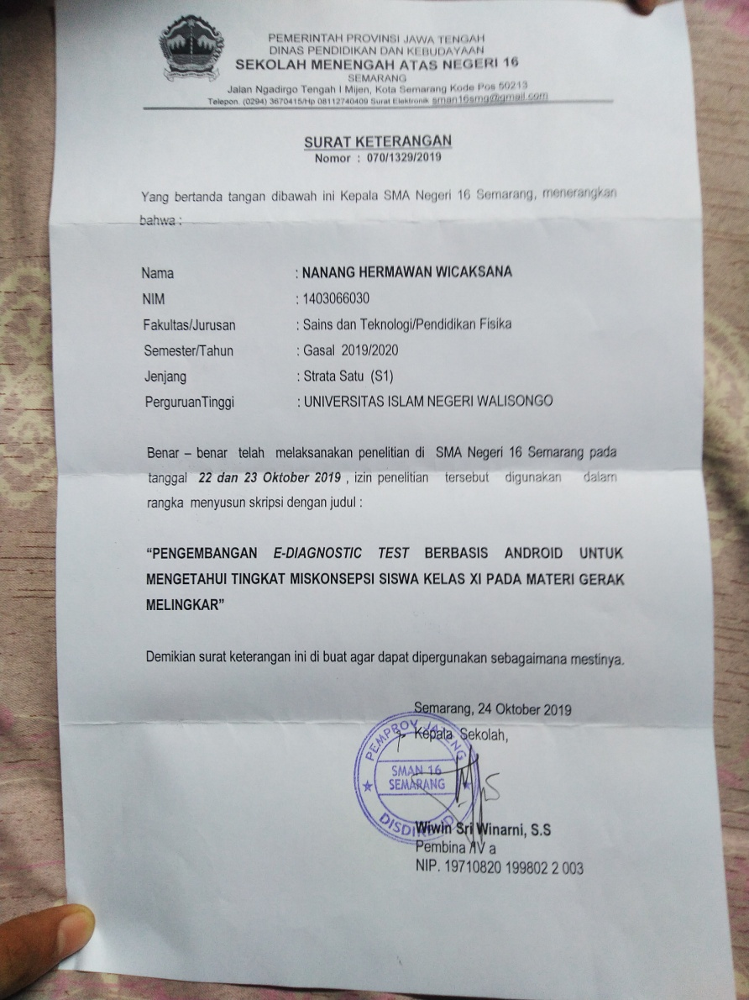 PEMERINTAH PROVINSI JAWA TENGAH
DINAS PENDIDIKAN DAN KEBUDAYAAN
SEKOLAH MENENGAH ATAS NEGERI 16
SEMARANG
Jalan Ngadirgo Tengah I Mijen, Kota Semarang Kode Pos 50213
Telepon. (0294) 3670415/Hp 08112740409 Surat Elektronik sman16smg@gmail.com
SURAT KETERANGAN
Nomor : 070/1329/2019
Yang bertanda tangan dibawah ini Kepala SMA Negeri 16 Semarang, menerangkan
bahwa :
Nama : NANANG HERMAWAN WICAKSANA
NIM : 1403066030
Fakultas/Jurusan : Sains dan Teknologi/Pendidikan Fisika
Semester/Tahun : Gasal 2019/2020
Jenjang : Strata Satu (S1)
PerguruanTinggi : UNIVERSITAS ISLAM NEGERI WALISONGO
Benar – benar telah melaksanakan penelitian di SMA Negeri 16 Semarang pada
tanggal 22 dan 23 Oktober 2019 , izin penelitian tersebut digunakan dalam
rangka menyusun skripsi dengan judul :
“PENGEMBANGAN E-DIAGNOSTIC TEST BERBASIS ANDROID UNTUK
MENGETAHUI TINGKAT MISKONSEPSI SISWA KELAS XI PADA MATERI GERAK
MELINGKAR”
Demikian surat keterangan ini di buat agar dapat dipergunakan sebagaimana mestinya.
Semarang, 24 Oktober 2019
Kepala Sekolah,
PEMPROV JATENG
SMAN 16
SEMARANG
Wiwin Sri Winarni, S.S
Pembina IV a
NIP. 19710820 199802 2 003